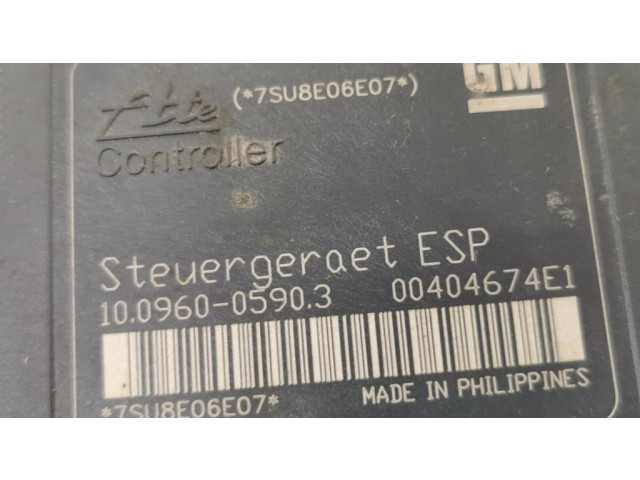 (*7SU8E06E07*)
GM
Ate
Controller
Steuergeraet ESP
10.0960-0590.3 00404674E1
*7SU8E06E07*
MADE IN PHILIPPINES